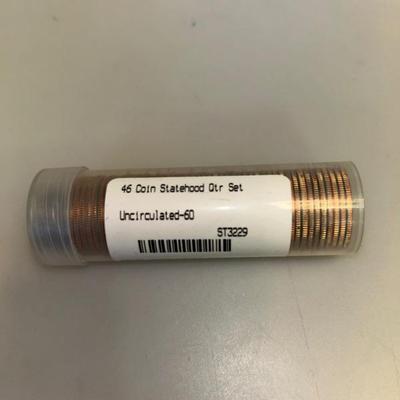 46 Coin Statehood Qtr Set
Uncirculated-60
ST3229